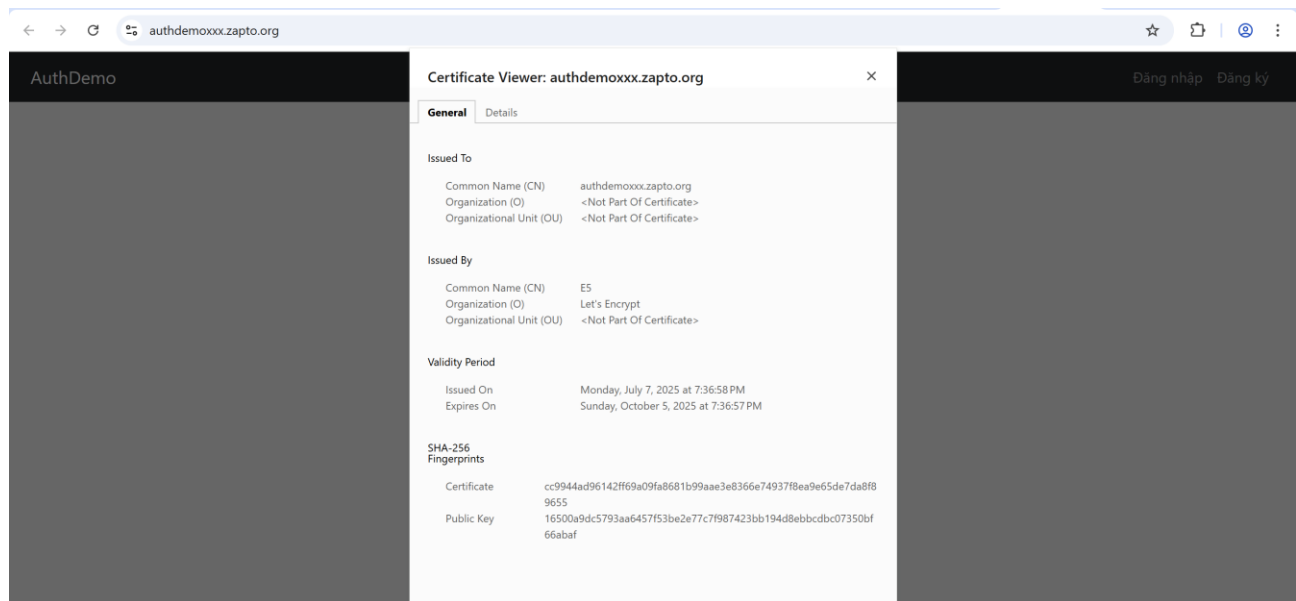 authdemoxxx.zapto.org
AuthDemo
Đăng nhập Đăng ký
Certificate Viewer: authdemoxxx.zapto.org
General Details
Issued To
Common Name (CN) authdemoxxx.zapto.org
Organization (O) <Not Part Of Certificate>
Organizational Unit (OU) <Not Part Of Certificate>
Issued By
Common Name (CN) E5
Organization (O) Let's Encrypt
Organizational Unit (OU) <Not Part Of Certificate>
Validity Period
Issued On Monday, July 7, 2025 at 7:36:58 PM
Expires On Sunday, October 5, 2025 at 7:36:57 PM
SHA-256
Fingerprints
Certificate cc9944ad96142ff69a09fa8681b99aae3e8366e74937f8ea9e65de7da8f8
9655
Public Key 16500a9dc5793aa6457f53be2e77c7f987423bb194d8ebbcdbc07350bf
66abaf